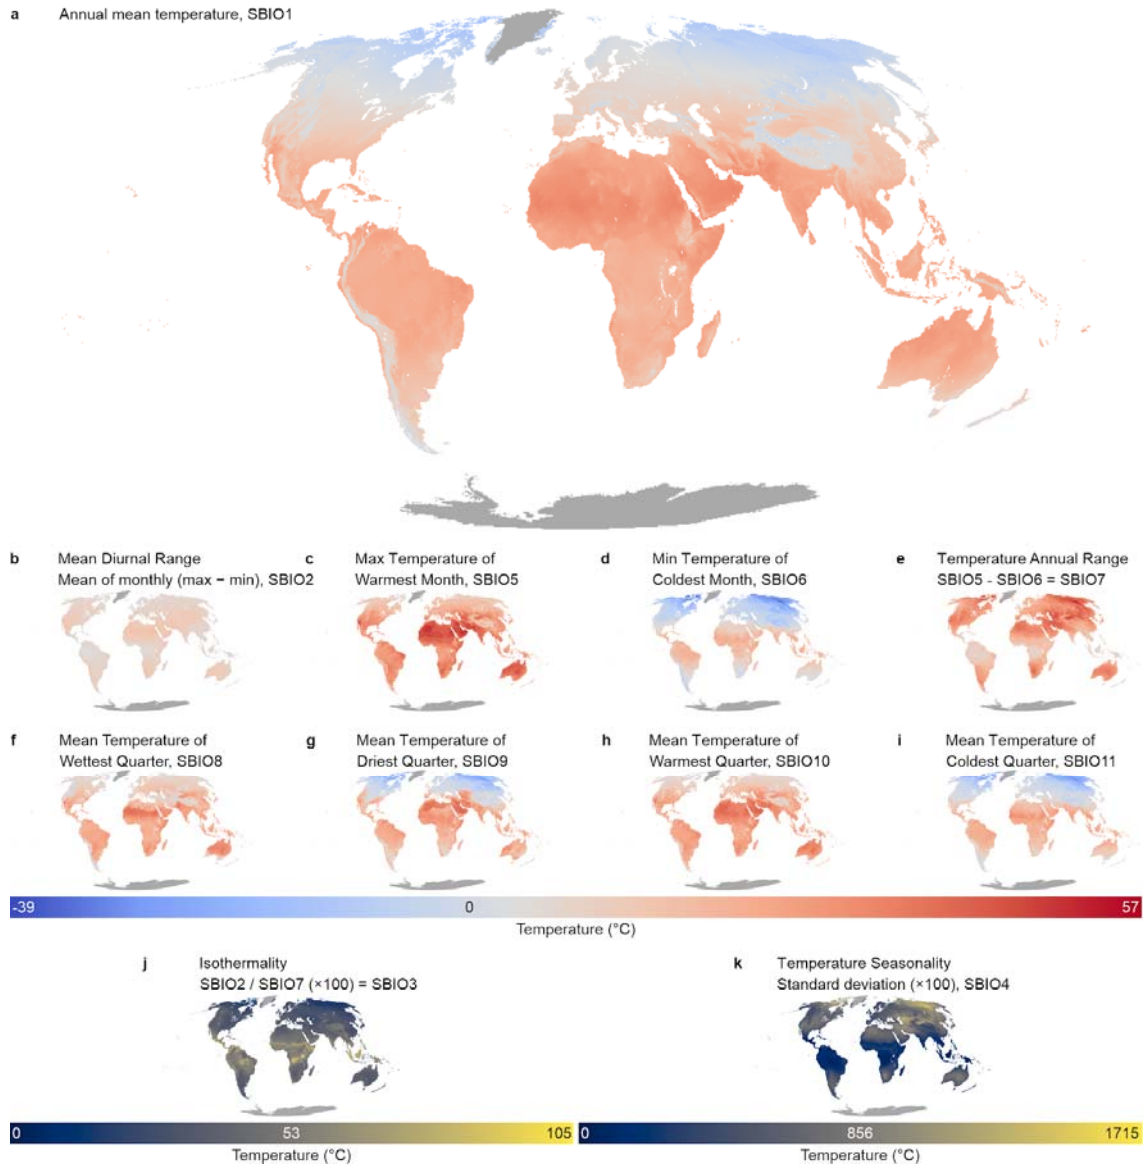 a Annual mean temperature, SBIO1
b Mean Diurnal Range
Mean of monthly (max − min), SBIO2
c Max Temperature of
Warmest Month, SBIO5
d Min Temperature of
Coldest Month, SBIO6
e Temperature Annual Range
SBIO5 - SBIO6 = SBIO7
f Mean Temperature of
Wettest Quarter, SBIO8
g Mean Temperature of
Driest Quarter, SBIO9
h Mean Temperature of
Warmest Quarter, SBIO10
i Mean Temperature of
Coldest Quarter, SBIO11
-39 0 57
Temperature (°C)
j Isothermality
SBIO2 / SBIO7 (×100) = SBIO3
k Temperature Seasonality
Standard deviation (×100), SBIO4
0 53 105
Temperature (°C)
0 856 1715
Temperature (°C)